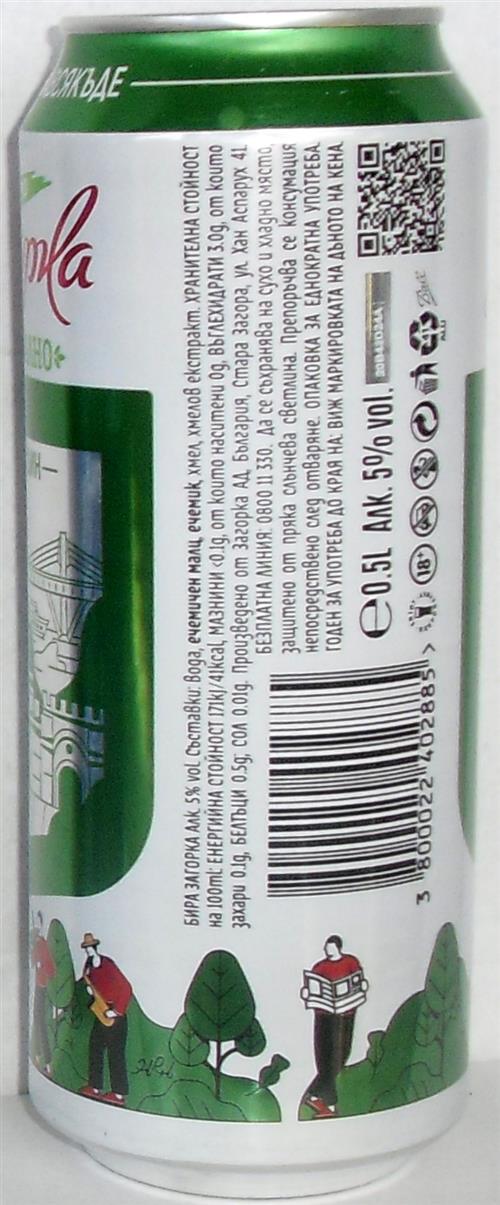 ВСЯКЪДЕ
БИРА ЗАГОРКА Алк. 5% vol. Съставки: вода, ечемичен малц, ечемик, хмел, хмелов екстракт. ХРАНИТЕЛНА СТОЙНОСТ
на 100ml: ЕНЕРГИЙНА СТОЙНОСТ 171kj/41kcal, МАЗНИНИ <0.1g, от които наситени 0g, ВЪГЛЕХИДРАТИ 3.0g, от които
захари 0.1g, БЕЛТЪЦИ 0.5g; СОЛ 0.00g. Произведено от Загорка АД, България, Стара Загора, ул. Хан Аспарух 41.
БЕЗПЛАТНА ЛИНИЯ: 0800 11 330. Да се съхранява на сухо и хладно място,
защитено от пряка слънчева светлина. Препоръчва се консумация
непосредствено след отваряне. ОПАКОВКА ЗА ЕДНОКРАТНА УПОТРЕБА.
ГОДЕН ЗА УПОТРЕБА ДО КРАЯ НА: ВИЖ МАРКИРОВКАТА НА ДЪНОТО НА КЕНА.
℮0.5L АЛК. 5% VOL.
18+
ALU
3 800022 402885 >